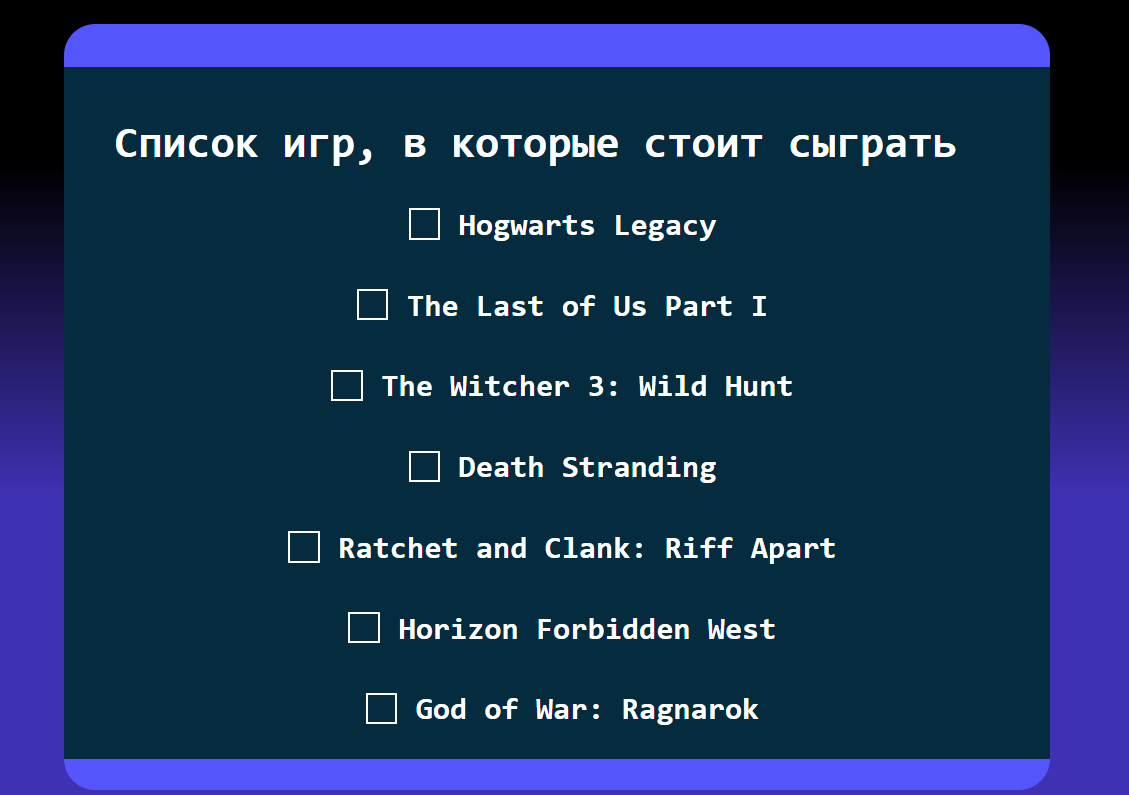 Список игр, в которые стоит сыграть
Hogwarts Legacy
The Last of Us Part I
The Witcher 3: Wild Hunt
Death Stranding
Ratchet and Clank: Riff Apart
Horizon Forbidden West
God of War: Ragnarok